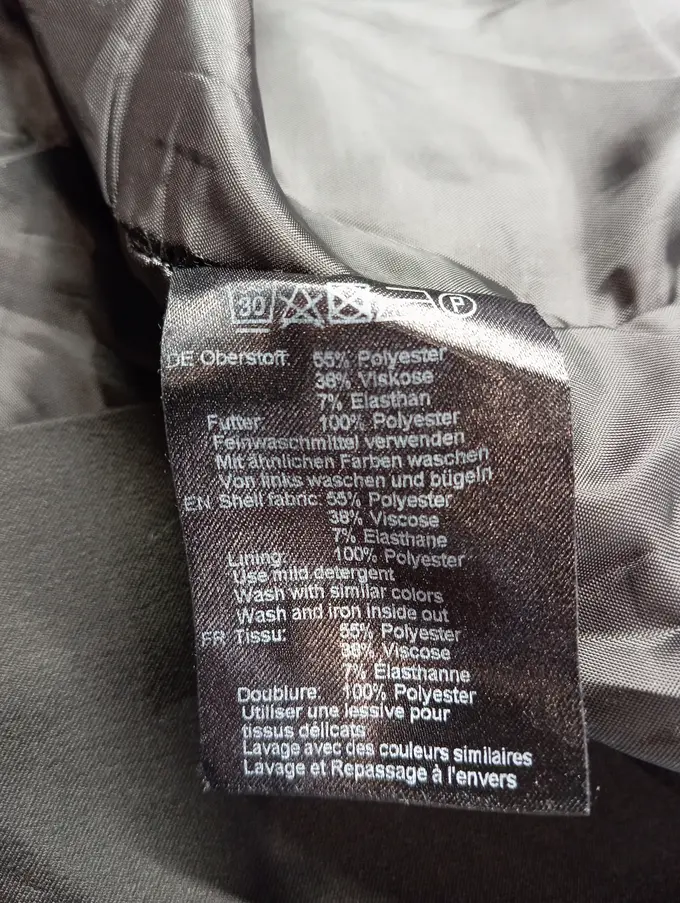 30 P
DE Oberstoff: 55% Polyester
38% Viskose
7% Elasthan
Futter: 100% Polyester
Feinwaschmittel verwenden
Mit ähnlichen Farben waschen
Von links waschen und bügeln
EN Shell fabric: 55% Polyester
38% Viscose
7% Elasthane
Lining: 100% Polyester
Use mild detergent
Wash with similar colors
Wash and iron inside out
FR Tissu: 55% Polyester
38% Viscose
7% Élasthanne
Doublure: 100% Polyester
Utiliser une lessive pour
tissus délicats
Lavage avec des couleurs similaires
Lavage et Repassage à l'envers